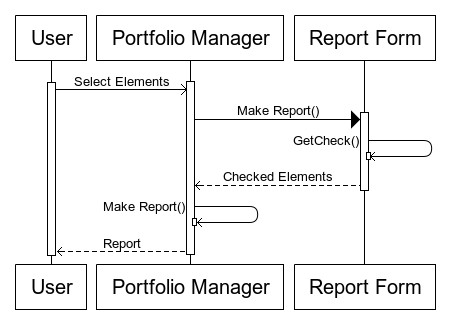 User
Portfolio Manager
Report Form
Select Elements
Make Report()
GetCheck()
Checked Elements
Make Report()
Report
User
Portfolio Manager
Report Form